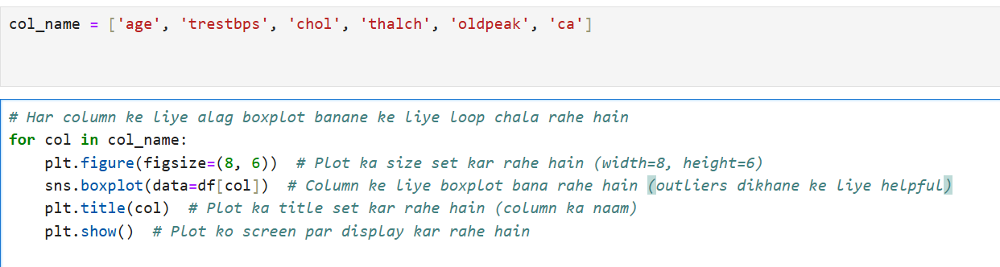 col_name = ['age', 'trestbps', 'chol', 'thalch', 'oldpeak', 'ca']
# Har column ke liye alag boxplot banane ke liye loop chala rahe hain
for col in col_name:
    plt.figure(figsize=(8, 6))  # Plot ka size set kar rahe hain (width=8, height=6)
    sns.boxplot(data=df[col])  # Column ke liye boxplot bana rahe hain (outliers dikhane ke liye helpful)
    plt.title(col)  # Plot ka title set kar rahe hain (column ka naam)
    plt.show()  # Plot ko screen par display kar rahe hain